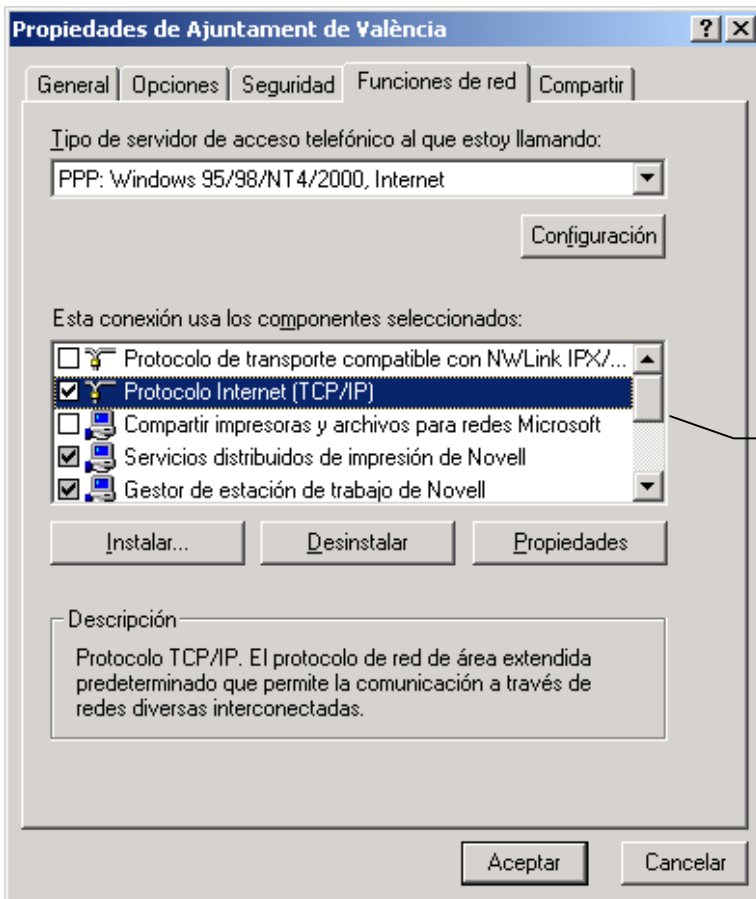 Propiedades de Ajuntament de València
General Opciones Seguridad Funciones de red Compartir
Tipo de servidor de acceso telefónico al que estoy llamando:
PPP: Windows 95/98/NT4/2000, Internet
Configuración
Esta conexión usa los componentes seleccionados:
Protocolo de transporte compatible con NWLink IPX/...
Protocolo Internet (TCP/IP)
Compartir impresoras y archivos para redes Microsoft
Servicios distribuidos de impresión de Novell
Gestor de estación de trabajo de Novell
Instalar... Desinstalar Propiedades
Descripción
Protocolo TCP/IP. El protocolo de red de área extendida
predeterminado que permite la comunicación a través de
redes diversas interconectadas.
Aceptar Cancelar